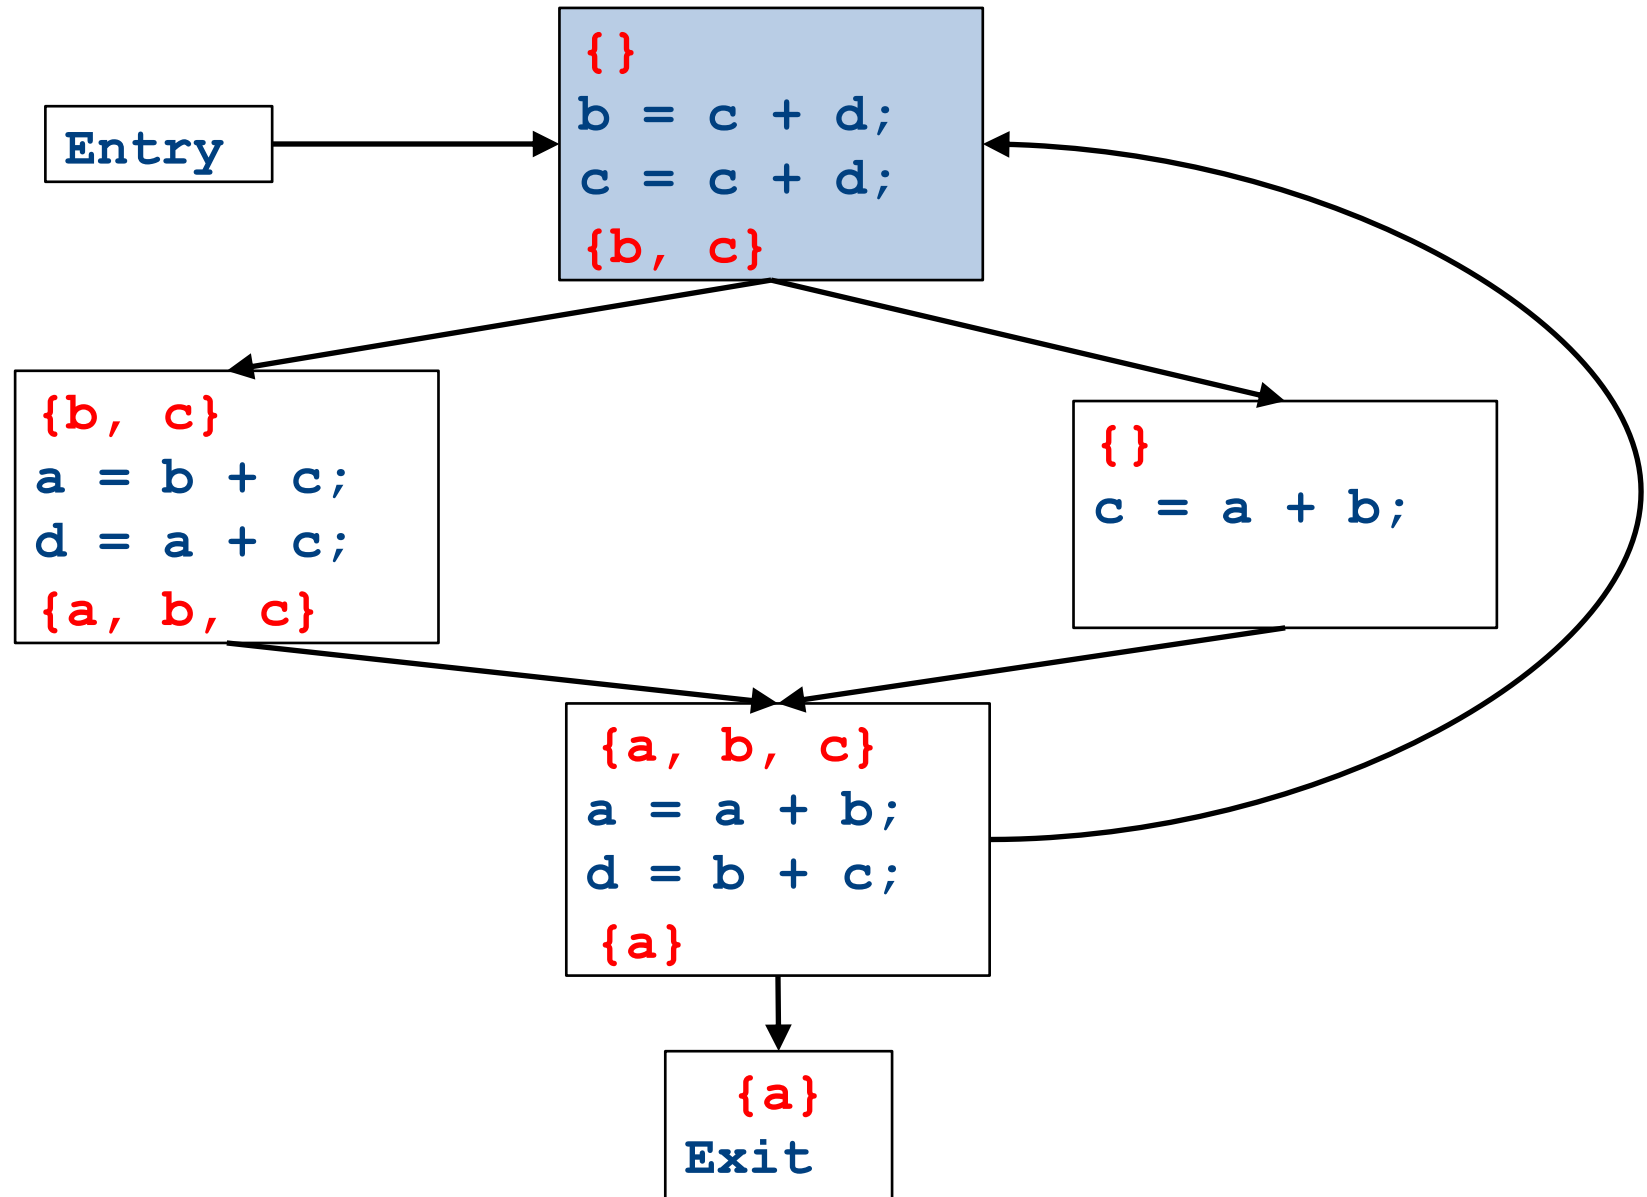 Entry
{}
b = c + d;
c = c + d;
{b, c}
{b, c}
a = b + c;
d = a + c;
{a, b, c}
{}
c = a + b;
{a, b, c}
a = a + b;
d = b + c;
{a}
{a}
Exit